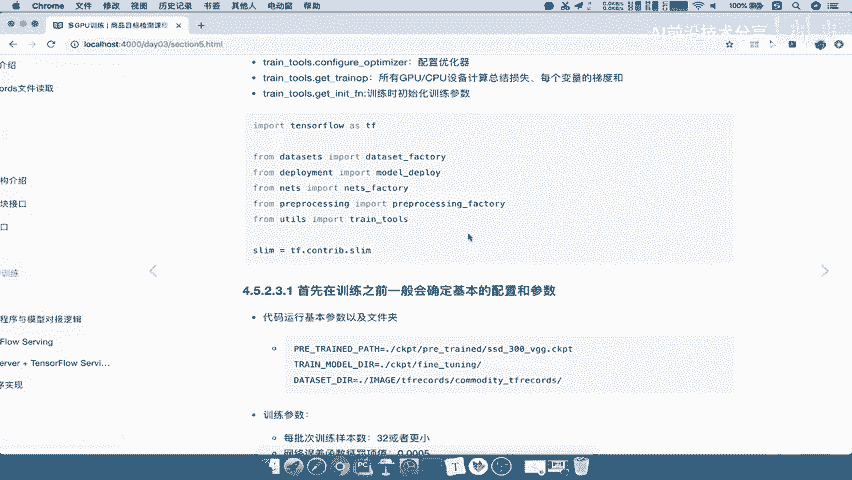 Chrome 文件 修改 视图 历史记录 书签 其他人 电动窗 帮助
100%
多GPU训练 | 商品目标检测课程
AI前沿技术分享
localhost:4000/day03/section5.html
介绍
ords文件读取
构介绍
块接口
口
训练
程序与模型对接逻辑
Flow Serving
erver + TensorFlow Servi…
序实现
train_tools.configure_optimizer：配置优化器
train_tools.get_trainop：所有GPU/CPU设备计算总结损失、每个变量的梯度和
train_tools.get_init_fn:训练时初始化训练参数
import tensorflow as tf
from datasets import dataset_factory
from deployment import model_deploy
from nets import nets_factory
from preprocessing import preprocessing_factory
from utils import train_tools
slim = tf.contrib.slim
4.5.2.3.1 首先在训练之前一般会确定基本的配置和参数
代码运行基本参数以及文件夹
PRE_TRAINED_PATH=./ckpt/pre_trained/ssd_300_vgg.ckpt
TRAIN_MODEL_DIR=./ckpt/fine_tuning/
DATASET_DIR=./IMAGE/tfrecords/commodity_tfrecords/
训练参数：
每批次训练样本数：32或者更小
网络误差函数惩罚项值：0.0005